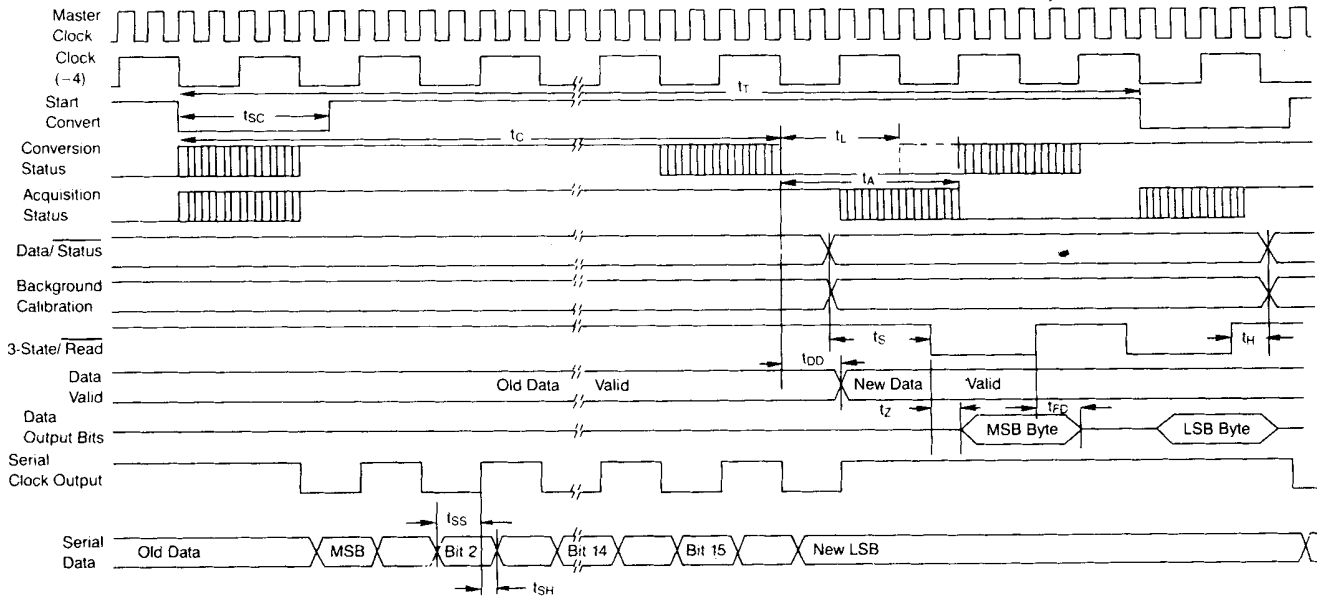 Master
Clock
Clock
(−4)
tT
Start
Convert
tSC
tC
tL
Conversion
Status
tA
Acquisition
Status
Data/ Status
Background
Calibration
3-State/Read
tS
tH
tDD
Data
Valid
Old Data Valid New Data Valid
Data
Output Bits
tZ
tFD
MSB Byte
LSB Byte
Serial
Clock Output
tSS
Serial
Data
Old Data MSB Bit 2 Bit 14 Bit 15 New LSB
tSH